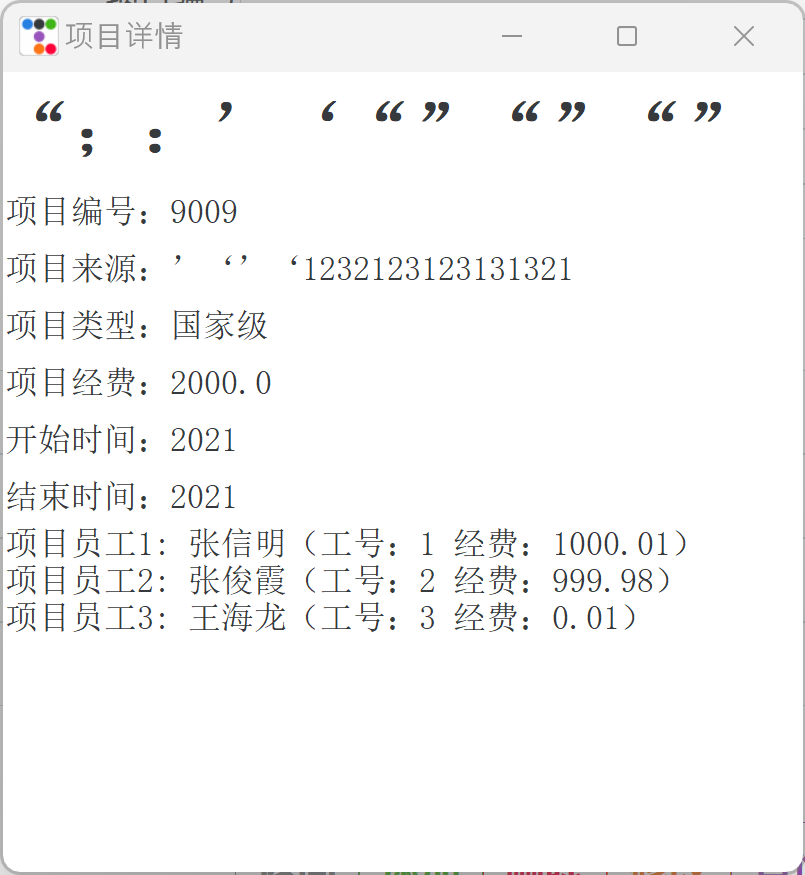 项目详情
“；：’‘“”“”“”
项目编号：9009
项目来源：’‘’‘1232123123131321
项目类型：国家级
项目经费：2000.0
开始时间：2021
结束时间：2021
项目员工1: 张信明（工号：1 经费：1000.01）
项目员工2: 张俊霞（工号：2 经费：999.98）
项目员工3: 王海龙（工号：3 经费：0.01）